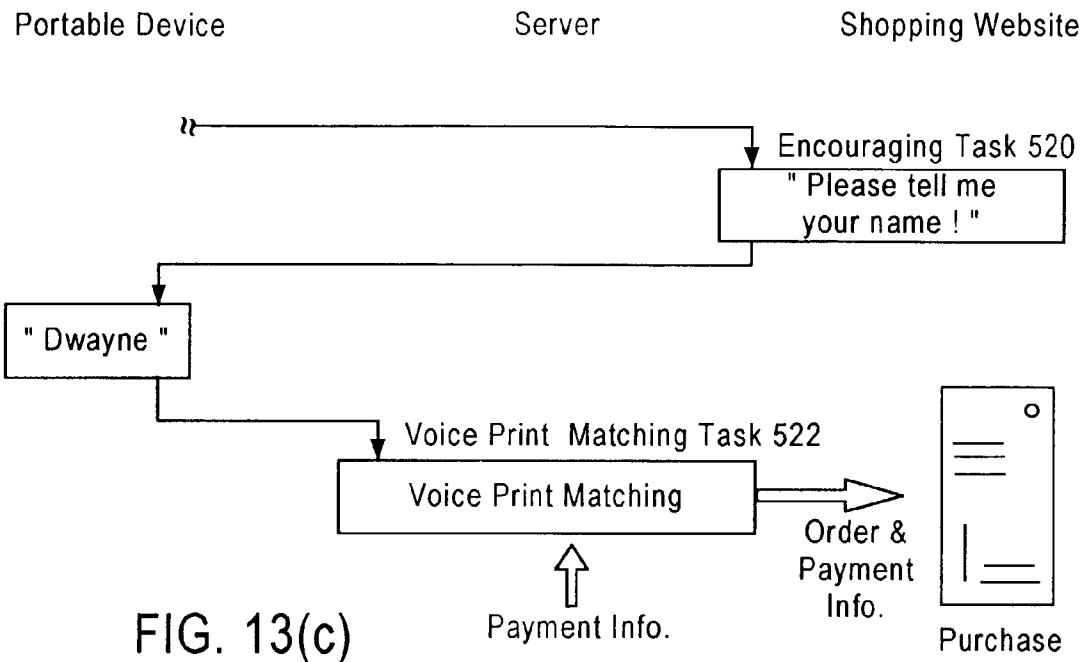 Portable Device
Server
Shopping Website
Encouraging Task 520
" Please tell me
your name ! "
" Dwayne "
Voice Print Matching Task 522
Voice Print Matching
Order &
Payment
Info.
Payment Info.
Purchase
FIG. 13(c)